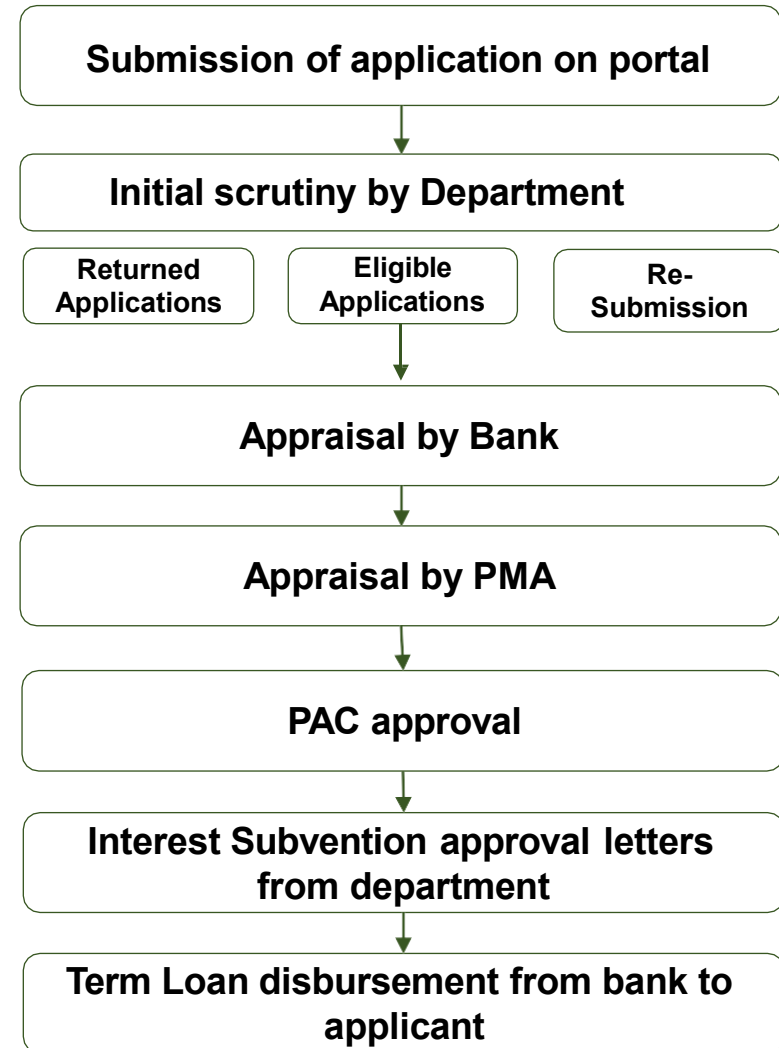 Submission of application on portal
Initial scrutiny by Department
Returned
Applications
Eligible
Applications
Re-
Submission
Appraisal by Bank
Appraisal by PMA
PAC approval
Interest Subvention approval letters
from department
Term Loan disbursement from bank to
applicant